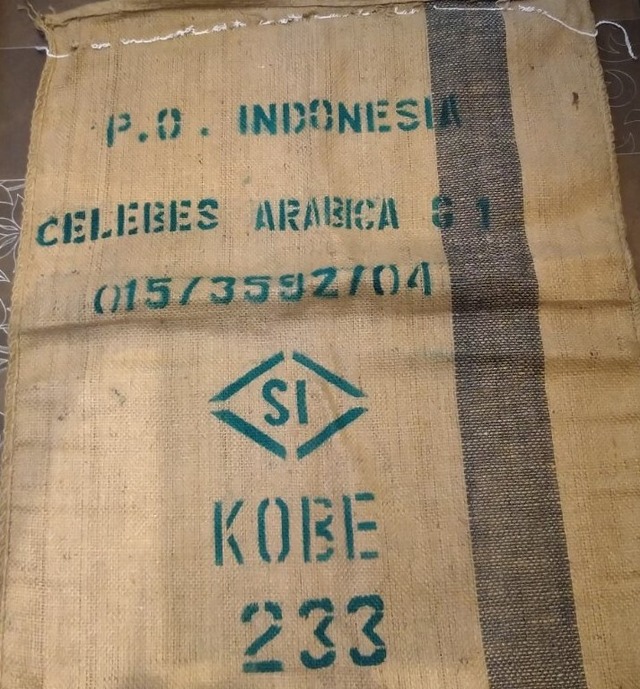 P.O. INDONESIA
CELEBES ARABICA G 1
015/3592/04
SI
KOBE
233